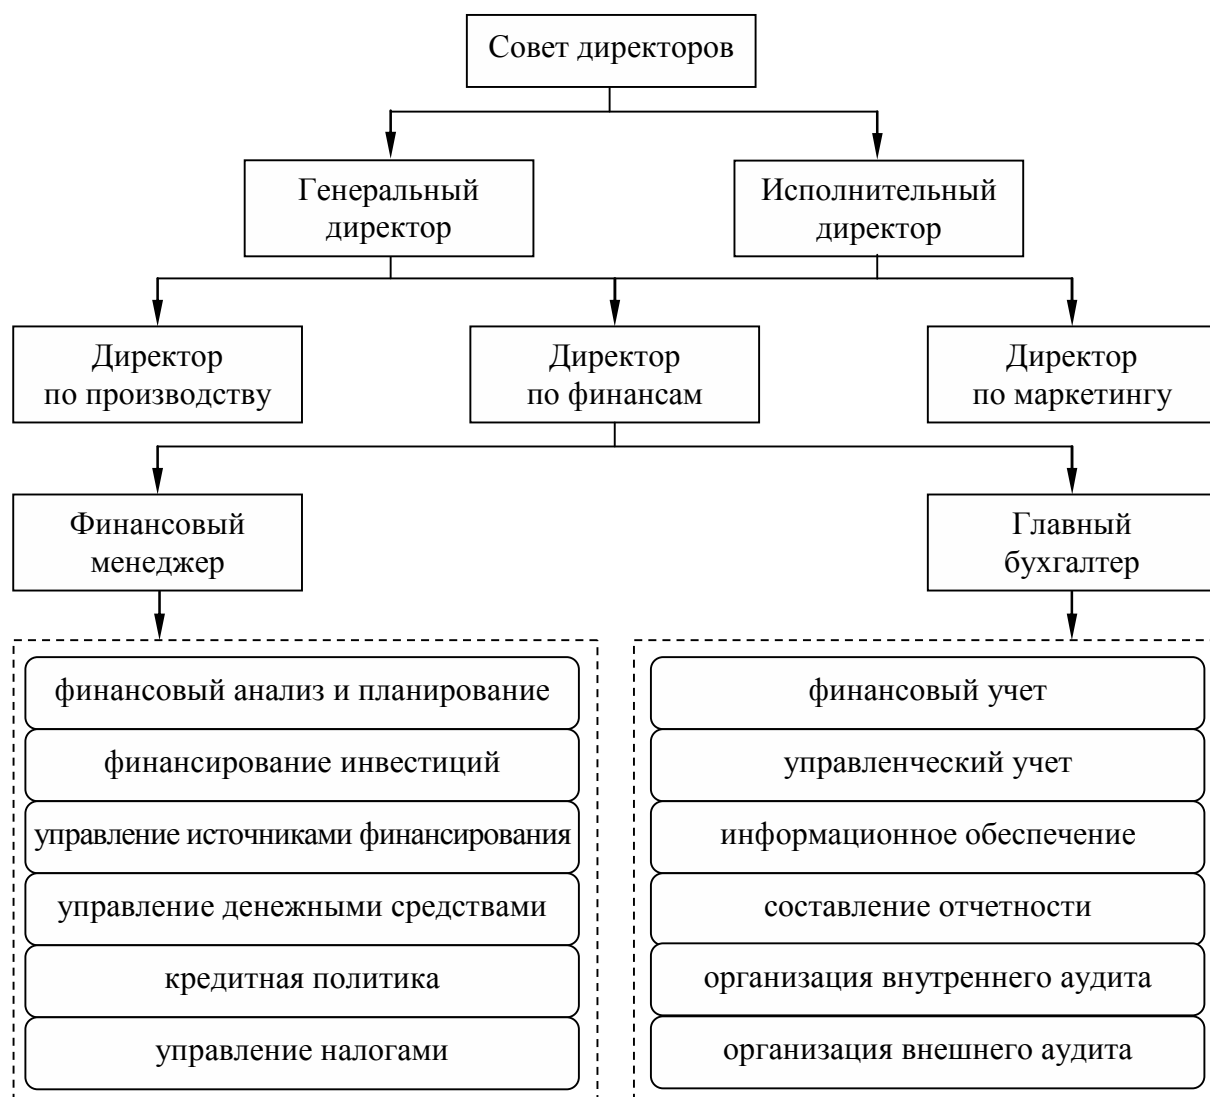 Совет директоров
Генеральный
директор
Исполнительный
директор
Директор
по производству
Директор
по финансам
Директор
по маркетингу
Финансовый
менеджер
Главный
бухгалтер
финансовый анализ и планирование
финансирование инвестиций
управление источниками финансирования
управление денежными средствами
кредитная политика
управление налогами
финансовый учет
управленческий учет
информационное обеспечение
составление отчетности
организация внутреннего аудита
организация внешнего аудита